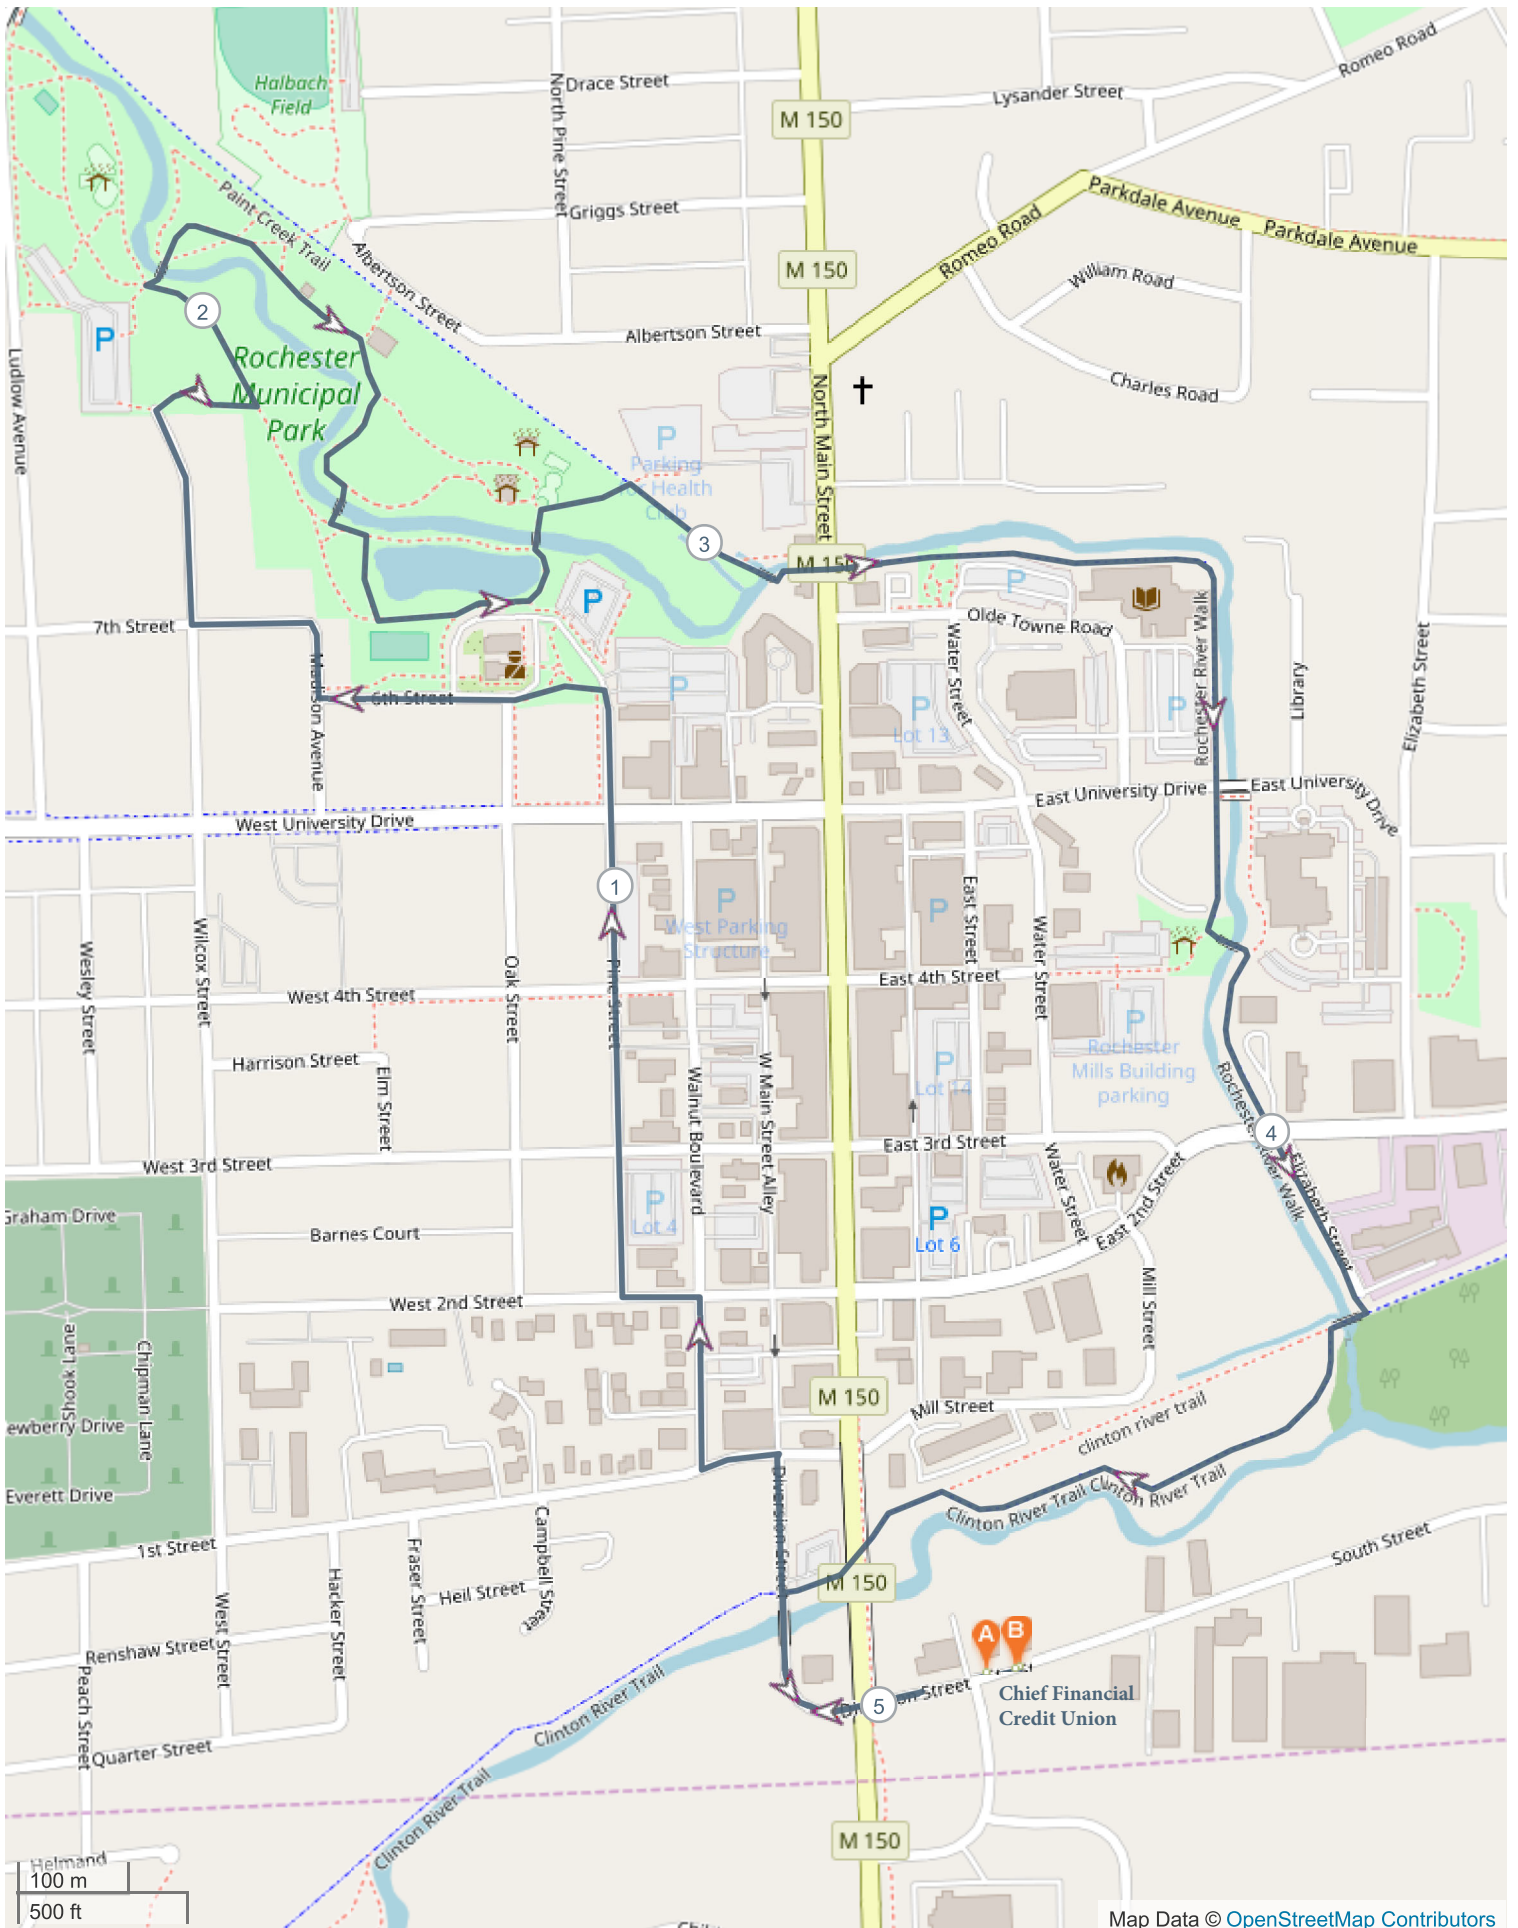 Halbach
Field
Drace Street
North Pine Street
M 150
Lysander Street
Romeo Road
Paint Creek Trail
Griggs Street
Parkdale Avenue
Parkdale Avenue
Albertson Street
M 150
Romeo Road
William Road
2
P
Rochester
Municipal
Park
Albertson Street
Ludlow Avenue
North Main Street
Charles Road
P
Parking
for Health
Club
3
M 150
P
P
7th Street
Olde Towne Road
Rochester River Walk
Water Street
Elizabeth Street
Library
Madison Avenue
6th Street
P
P
Lot 13
P
East University Drive
East University Drive
West University Drive
1
P
West Parking
Structure
P
East Street
Water Street
Wilcox Street
Wesley Street
Oak Street
Pine Street
East 4th Street
West 4th Street
P
Rochester
Mills Building
parking
P
Lot 14
Harrison Street
Elm Street
Walnut Boulevard
W Main Street Alley
Rochester River Walk
4
East 3rd Street
West 3rd Street
Water Street
East 2nd Street
Elizabeth Street
P
Lot 4
P
Lot 6
Graham Drive
Barnes Court
Mill Street
West 2nd Street
Shook Lane
Chipman Lane
M 150
Mill Street
clinton river trail
ewberry Drive
Everett Drive
Diversion Street
Clinton River Trail
Clinton River Trail
1st Street
Campbell Street
Fraser Street
Heil Street
Hacker Street
West Street
M 150
South Street
Renshaw Street
Peach Street
A
B
Clinton River Trail
5
Division Street
Chief Financial
Credit Union
Quarter Street
Clinton River Trail
M 150
Helmand
100 m
500 ft
Map Data © OpenStreetMap Contributors